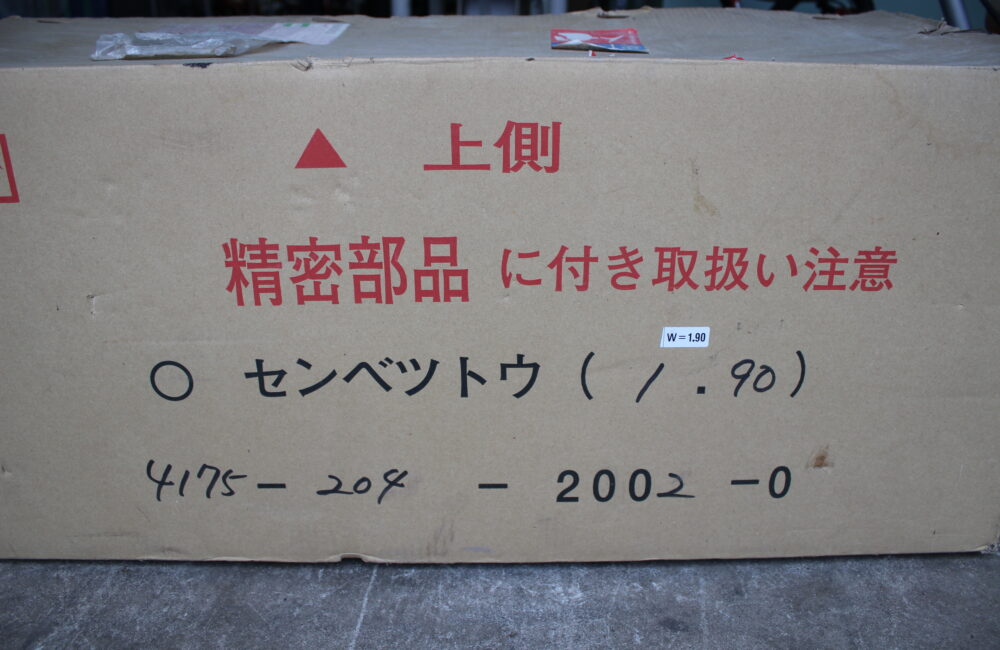 ▲ 上側
精密部品 に付き取扱い注意
W=1.90
○ センベツトウ ( 1.90 )
4175- 204 - 2002 -0